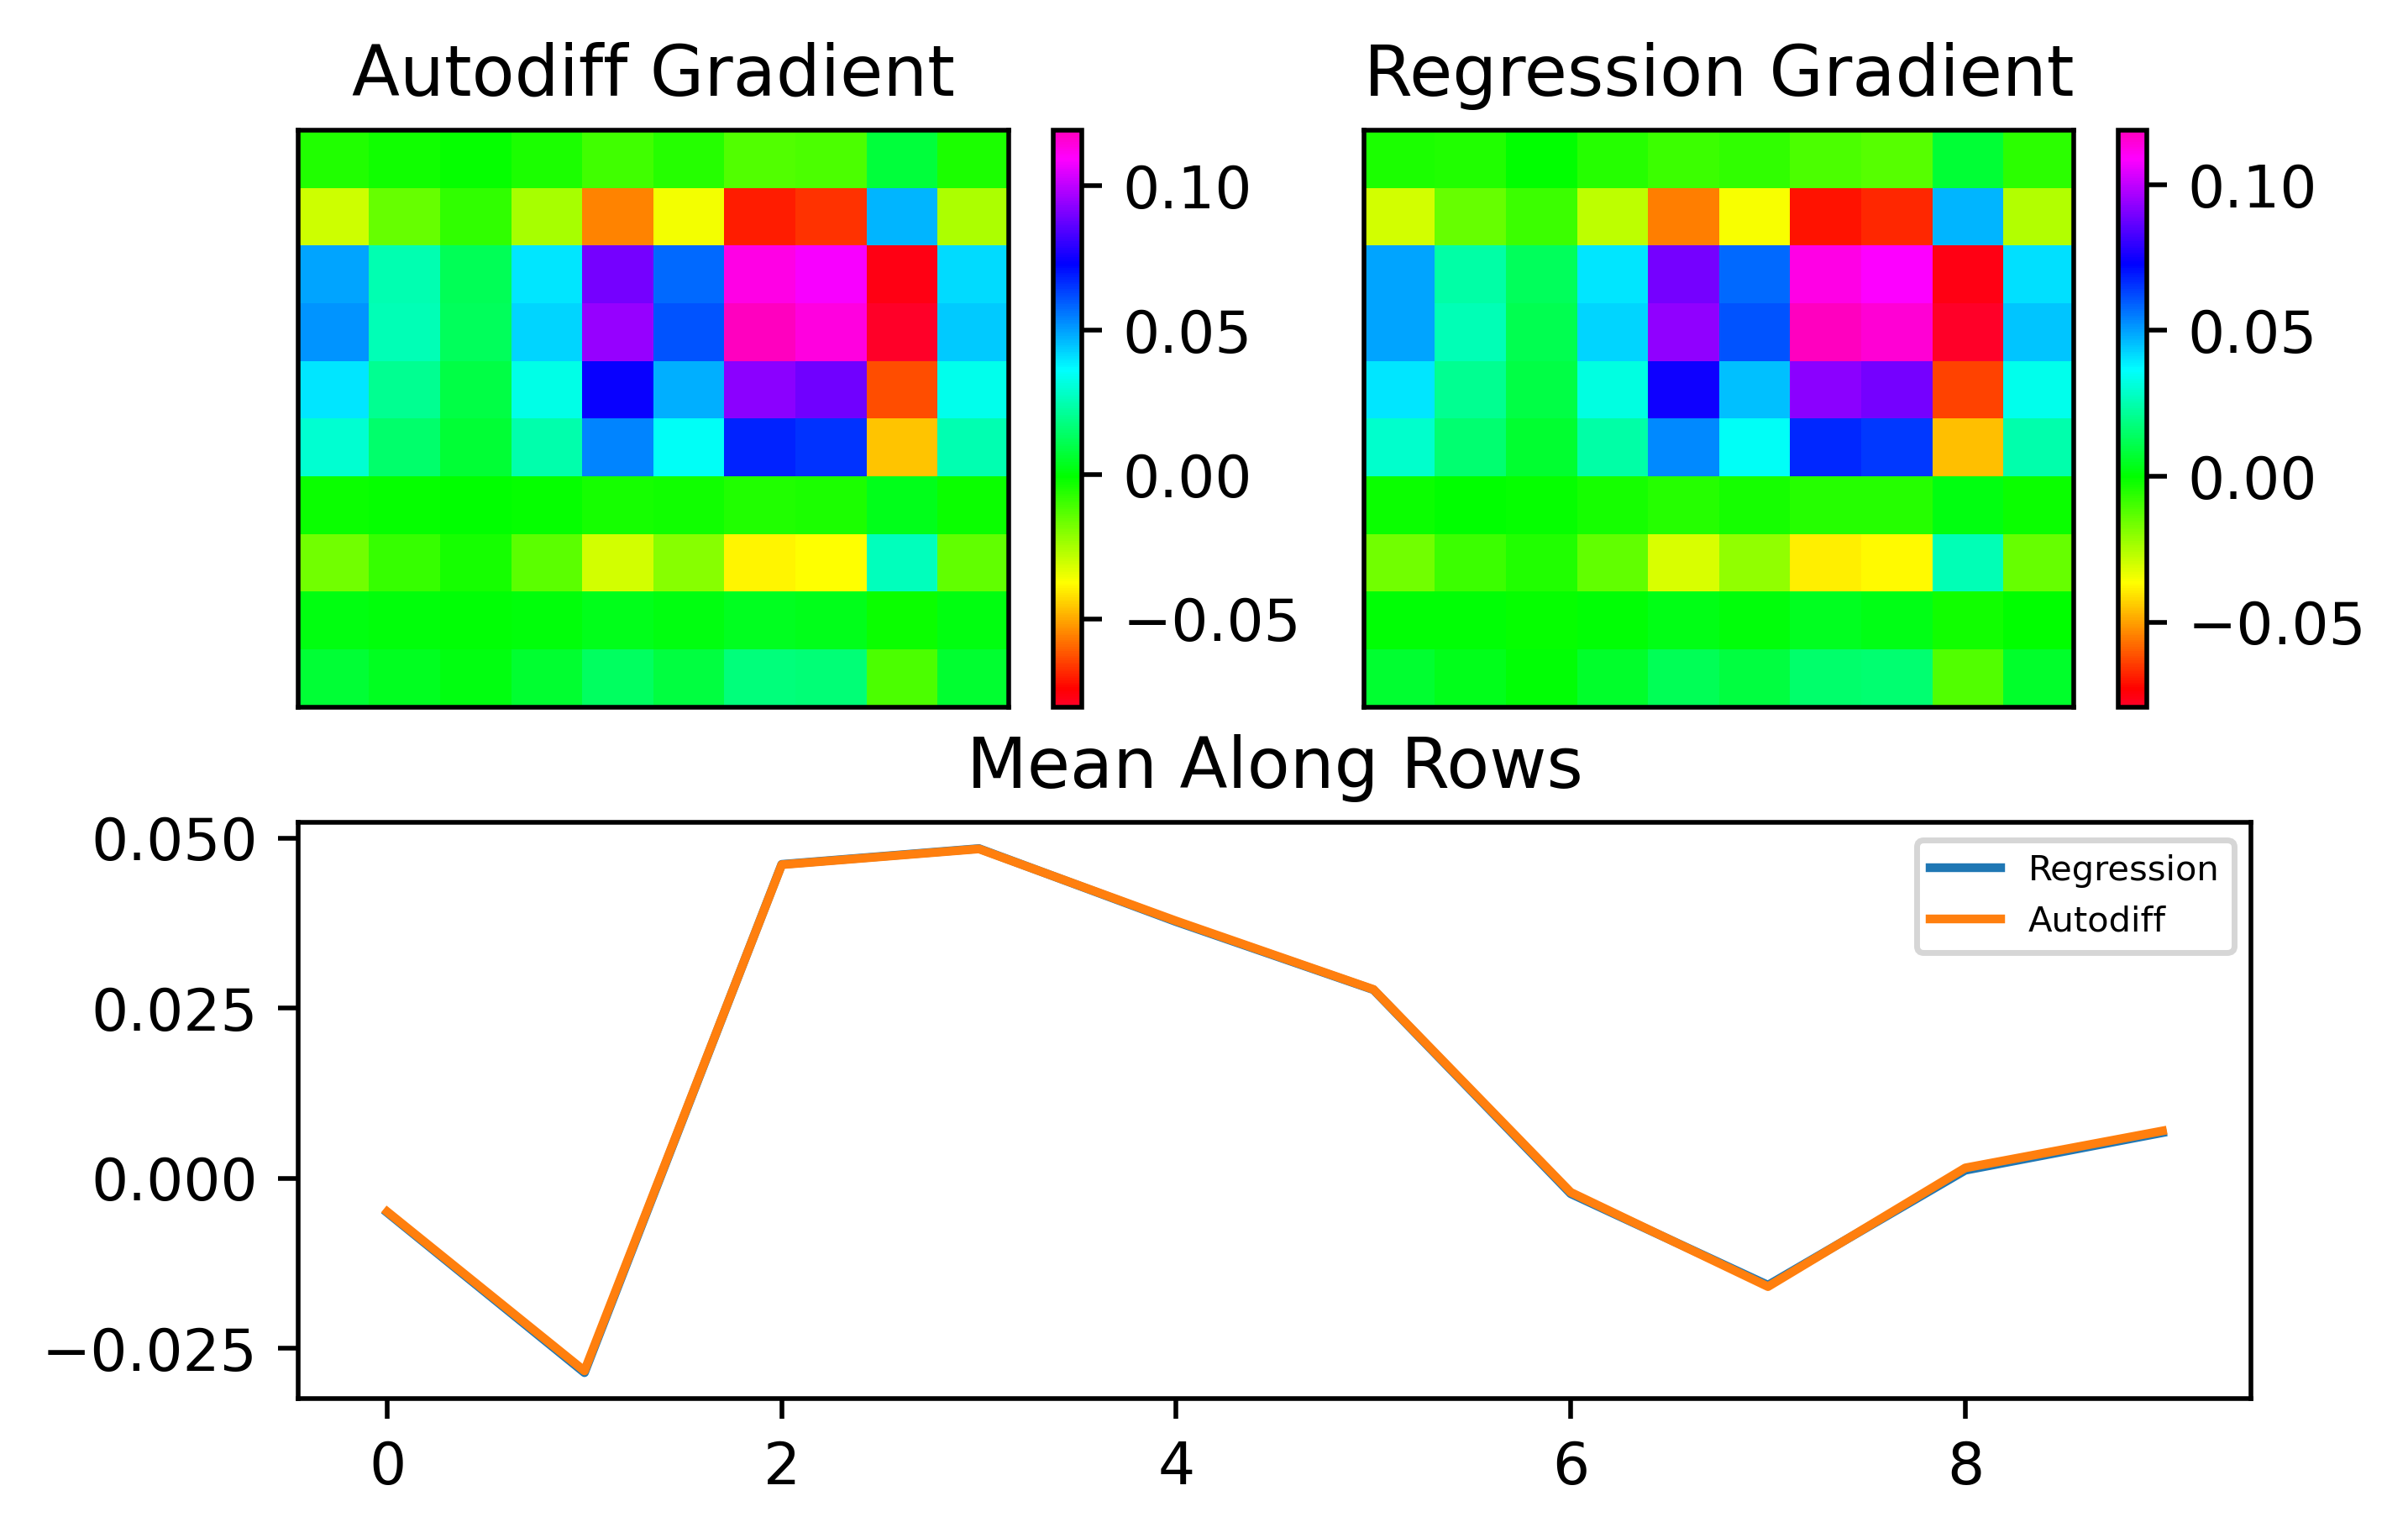 Autodiff Gradient
Regression Gradient
0.10
0.05
0.00
−0.05
0.10
0.05
0.00
−0.05
Mean Along Rows
0.050
0.025
0.000
−0.025
Regression
Autodiff
0 2 4 6 8